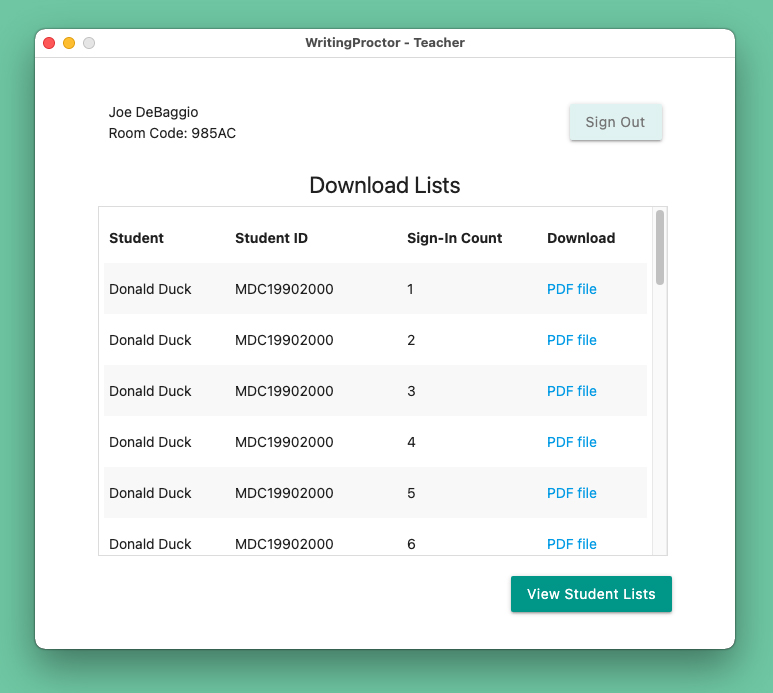 WritingProctor - Teacher
Joe DeBaggio
Room Code: 985AC
Sign Out
Download Lists
Student Student ID Sign-In Count Download
Donald Duck MDC19902000 1 PDF file
Donald Duck MDC19902000 2 PDF file
Donald Duck MDC19902000 3 PDF file
Donald Duck MDC19902000 4 PDF file
Donald Duck MDC19902000 5 PDF file
Donald Duck MDC19902000 6 PDF file
View Student Lists